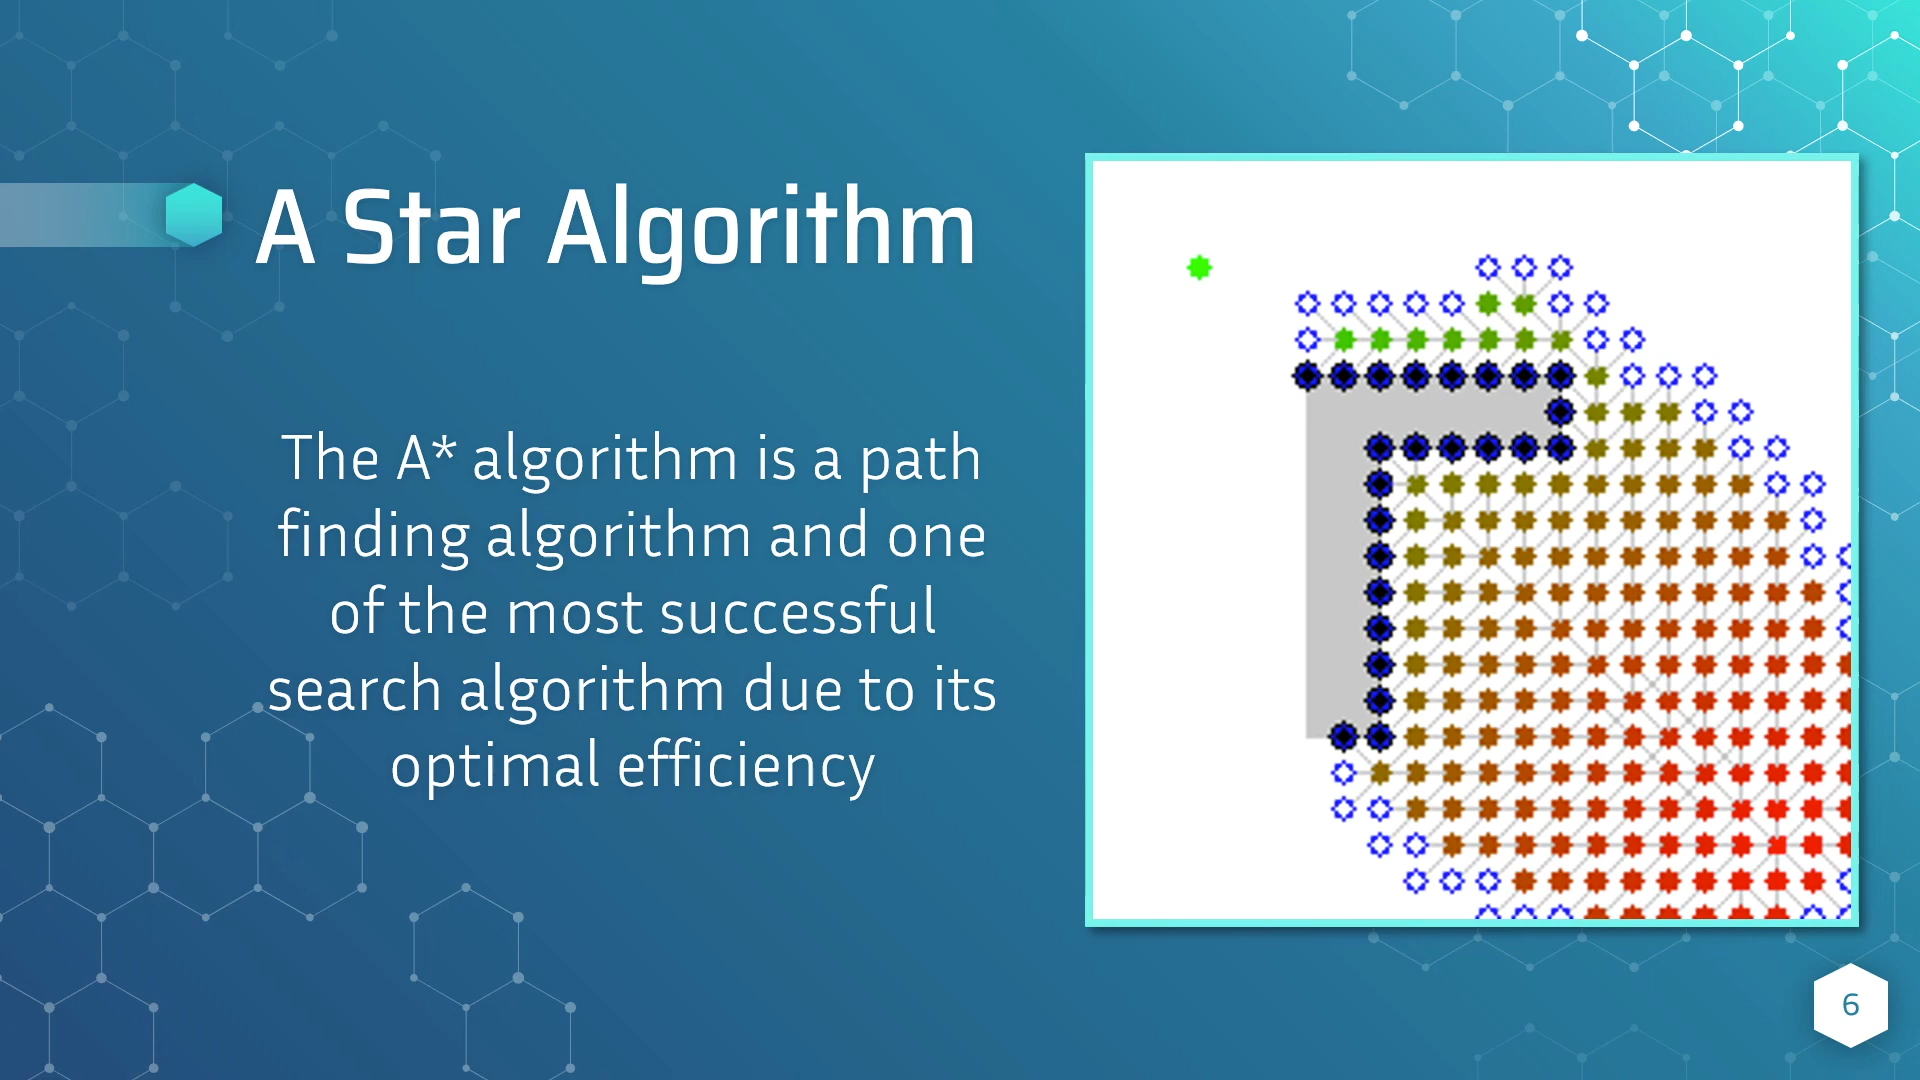 A Star Algorithm
The A* algorithm is a path
finding algorithm and one
of the most successful
search algorithm due to its
optimal efficiency
6